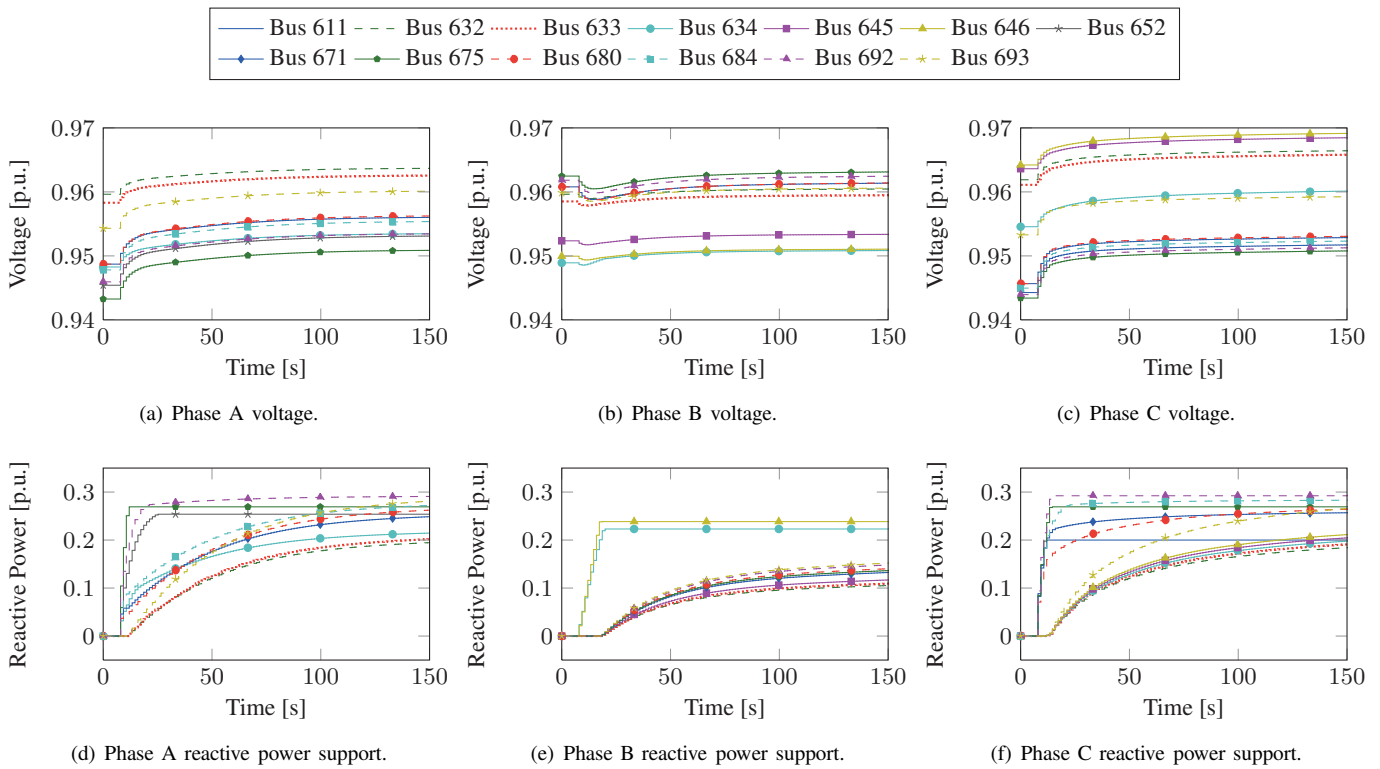 Bus 611 Bus 632 Bus 633 Bus 634 Bus 645 Bus 646 Bus 652
Bus 671 Bus 675 Bus 680 Bus 684 Bus 692 Bus 693
0.97
0.96
0.95
0.94
Voltage [p.u.]
0 50 100 150
Time [s]
(a) Phase A voltage.
0.97
0.96
0.95
0.94
Voltage [p.u.]
0 50 100 150
Time [s]
(b) Phase B voltage.
0.97
0.96
0.95
0.94
Voltage [p.u.]
0 50 100 150
Time [s]
(c) Phase C voltage.
0.3
0.2
0.1
0
Reactive Power [p.u.]
0 50 100 150
Time [s]
(d) Phase A reactive power support.
0.3
0.2
0.1
0
Reactive Power [p.u.]
0 50 100 150
Time [s]
(e) Phase B reactive power support.
0.3
0.2
0.1
0
Reactive Power [p.u.]
0 50 100 150
Time [s]
(f) Phase C reactive power support.